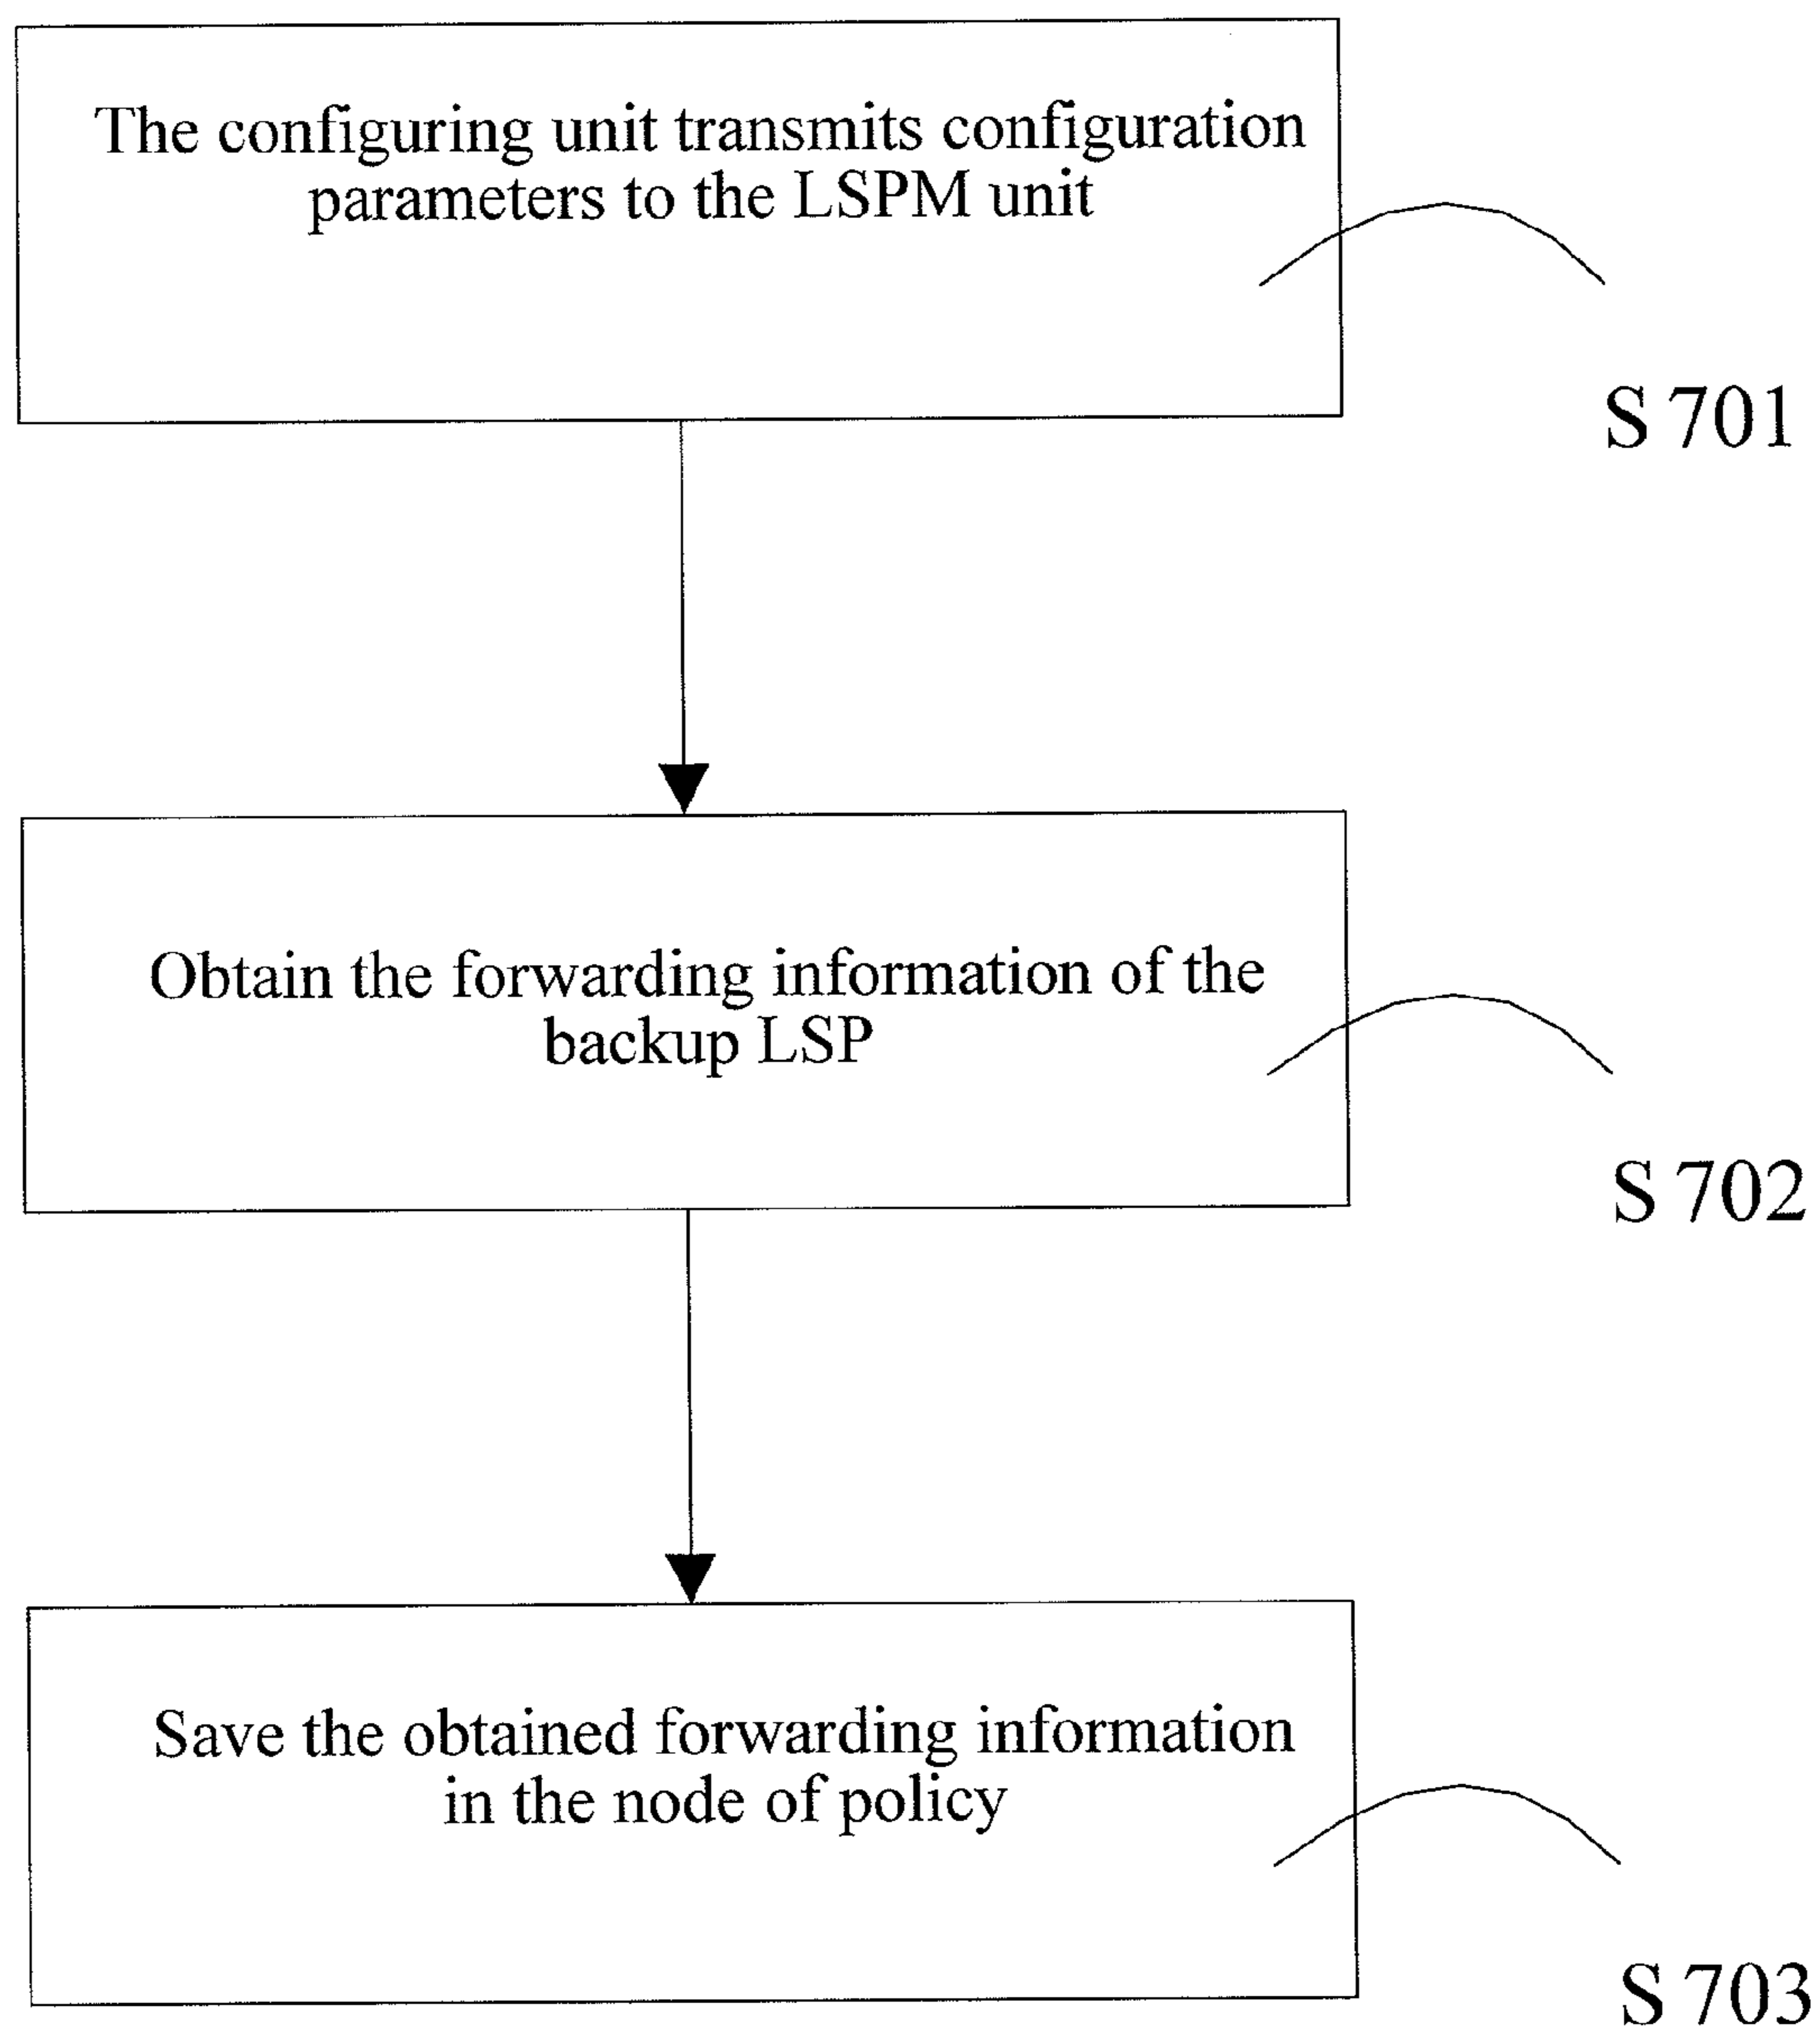 The configuring unit transmits configuration
parameters to the LSPM unit
S 701
Obtain the forwarding information of the
backup LSP
S 702
Save the obtained forwarding information
in the node of policy
S 703